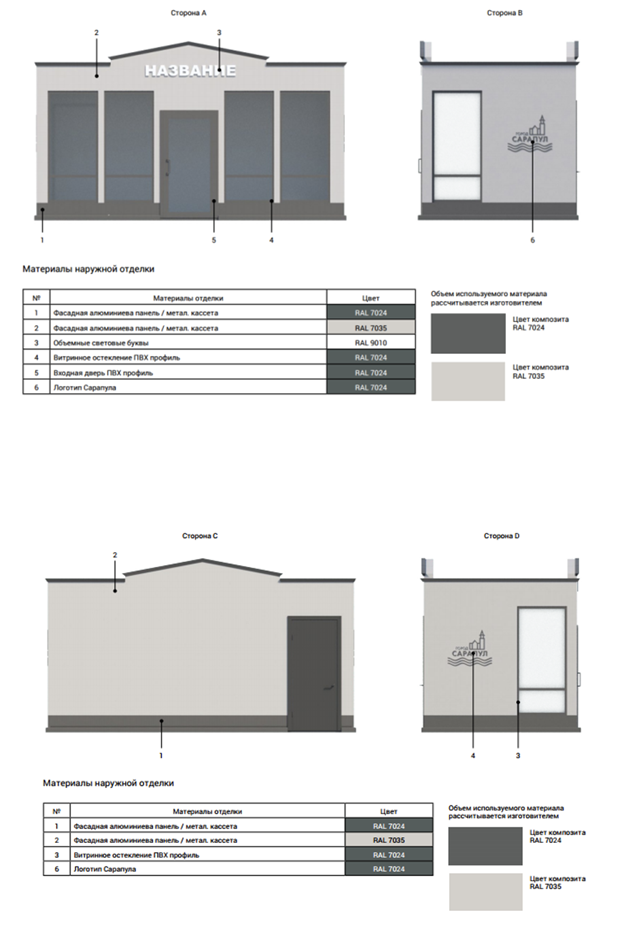 Сторона A
Сторона B
2
3
НАЗВАНИЕ
ГОРОД
САРАПУЛ
1
5
4
6
Материалы наружной отделки
№ Материалы отделки Цвет
1 Фасадная алюминиева панель / метал. кассета RAL 7024
2 Фасадная алюминиева панель / метал. кассета RAL 7035
3 Объемные световые буквы RAL 9010
4 Витринное остекление ПВХ профиль RAL 7024
5 Входная дверь ПВХ профиль RAL 7024
6 Логотип Сарапула RAL 7024
Объем используемого материала
рассчитывается изготовителем
Цвет композита
RAL 7024
Цвет композита
RAL 7035
Сторона C
Сторона D
2
ГОРОД
САРАПУЛ
1
4
3
Материалы наружной отделки
№ Материалы отделки Цвет
1 Фасадная алюминиева панель / метал. кассета RAL 7024
2 Фасадная алюминиева панель / метал. кассета RAL 7035
3 Витринное остекление ПВХ профиль RAL 7024
6 Логотип Сарапула RAL 7024
Объем используемого материала
рассчитывается изготовителем
Цвет композита
RAL 7024
Цвет композита
RAL 7035